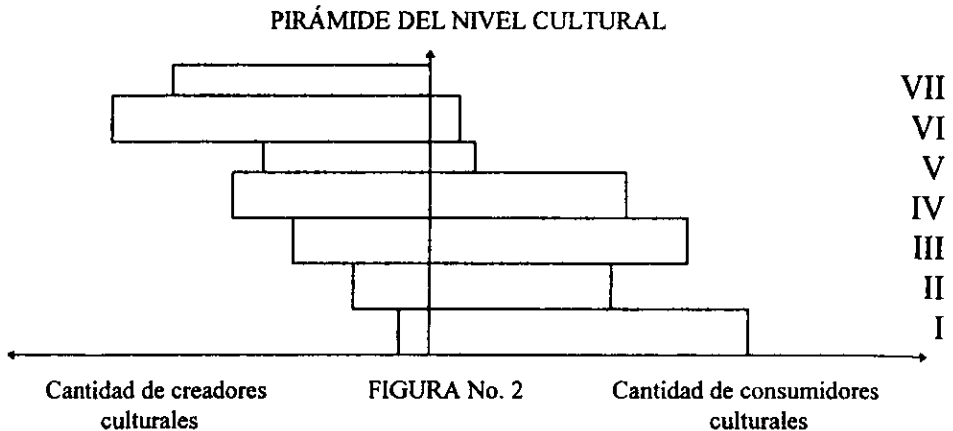 PIRÁMIDE DEL NIVEL CULTURAL
VII
VI
V
IV
III
II
I
Cantidad de creadores
culturales
FIGURA No. 2
Cantidad de consumidores
culturales